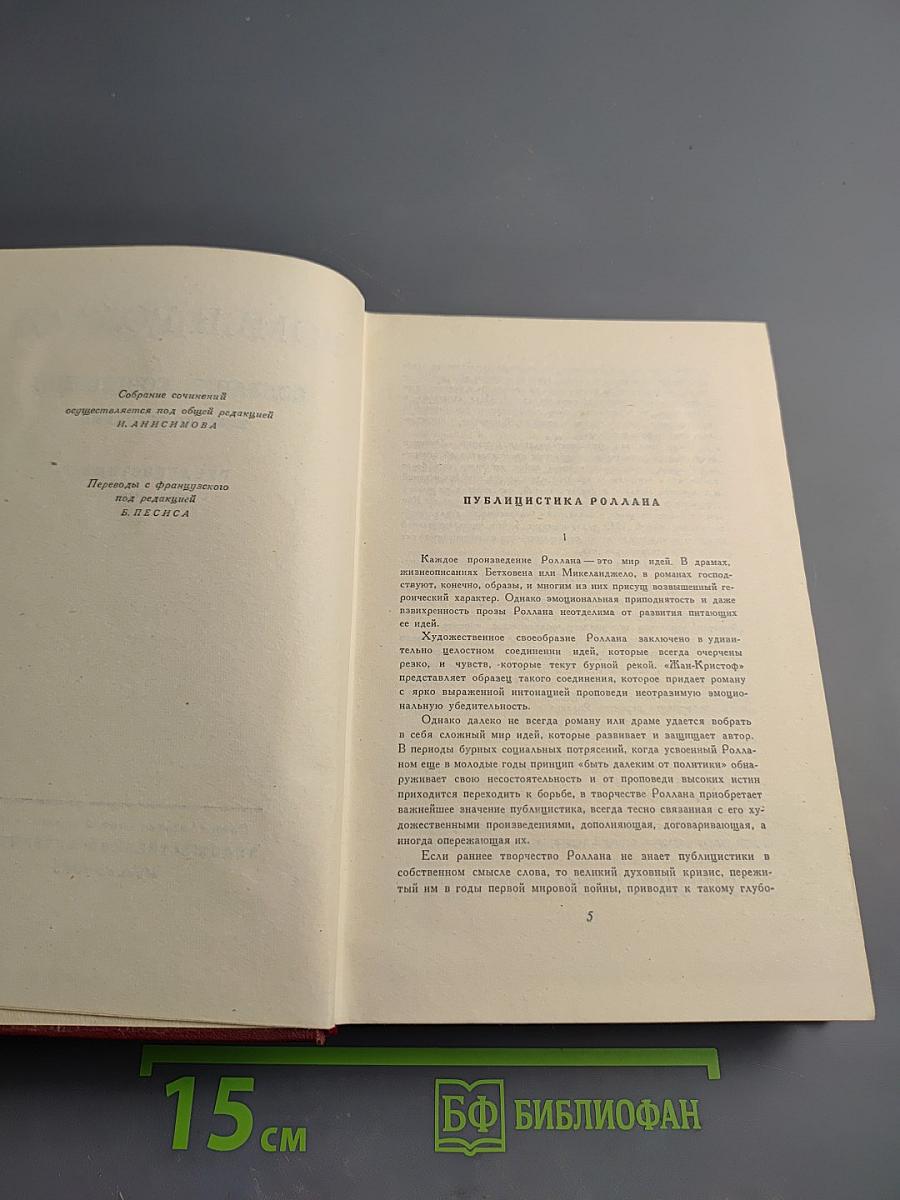 Собрание сочинений
осуществляется под общей редакцией
И. АНИСИМОВА
Переводы с французского
под редакцией
Б. ПЕСИСА
ПУБЛИЦИСТИКА РОЛЛАНА
1
Каждое произведение Роллана — это мир идей. В драмах,
жизнеописаниях Бетховена или Микеланджело, в романах господ-
ствуют, конечно, образы, и многим из них присущ возвышенный ге-
роический характер. Однако эмоциональная приподнятость и даже
взвихренность прозы Роллана неотделима от развития питающих
ее идей.
Художественное своеобразие Роллана заключено в удиви-
тельно целостном соединении идей, которые всегда очерчены
резко, и чувств, которые текут бурной рекой. «Жан-Кристоф»
представляет образец такого соединения, которое придает роману
с ярко выраженной интонацией проповеди неотразимую эмоцио-
нальную убедительность.
Однако далеко не всегда роману или драме удается вобрать
в себя сложный мир идей, которые развивает и защищает автор.
В периоды бурных социальных потрясений, когда усвоенный Ролла-
ном еще в молодые годы принцип «быть далеким от политики» обна-
руживает свою несостоятельность и от проповеди высоких истин
приходится переходить к борьбе, в творчестве Роллана приобретает
важнейшее значение публицистика, всегда тесно связанная с его ху-
дожественными произведениями, дополняющая, договаривающая, а
иногда опережающая их.
Если раннее творчество Роллана не знает публицистики в
собственном смысле слова, то великий духовный кризис, пережи-
тый им в годы первой мировой войны, приводит к такому глубо-
5
15 см
БФ БИБЛИОФАН